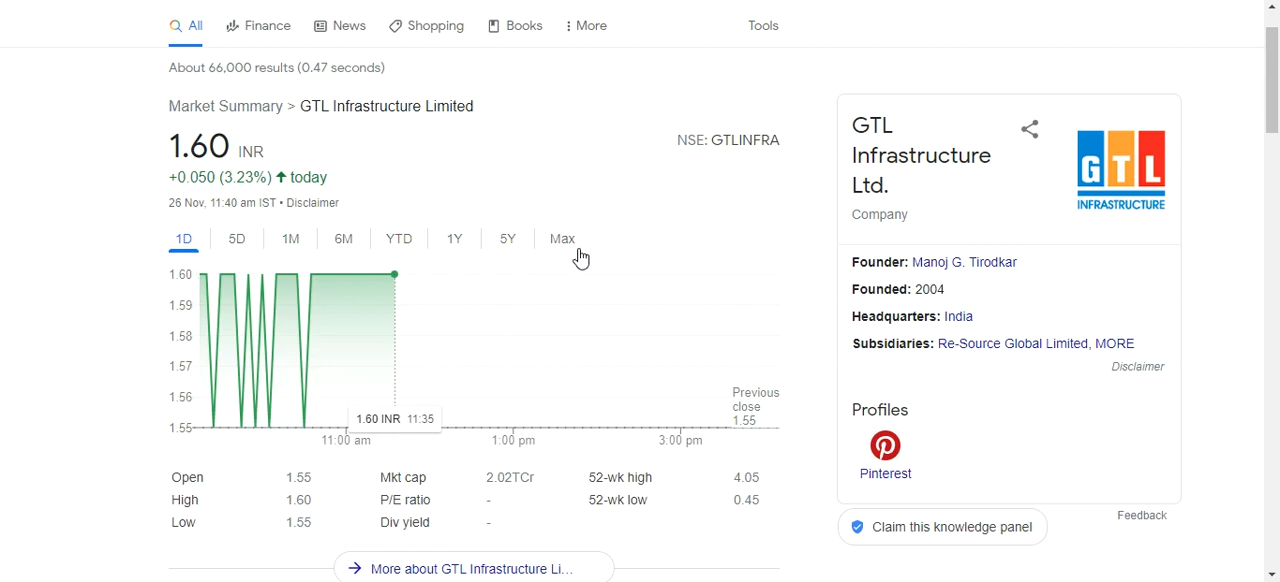 All Finance News Shopping Books More Tools
About 66,000 results (0.47 seconds)
Market Summary > GTL Infrastructure Limited
1.60 INR
NSE: GTLINFRA
+0.050 (3.23%) today
26 Nov, 11:40 am IST • Disclaimer
1D 5D 1M 6M YTD 1Y 5Y Max
1.60
1.59
1.58
1.57
1.56
1.55
Previous
close
1.55
1.60 INR 11:35
11:00 am 1:00 pm 3:00 pm
Open 1.55 Mkt cap 2.02TCr 52-wk high 4.05
High 1.60 P/E ratio - 52-wk low 0.45
Low 1.55 Div yield -
More about GTL Infrastructure Li...
GTL
Infrastructure
Ltd.
Company
GTL
INFRASTRUCTURE
Founder: Manoj G. Tirodkar
Founded: 2004
Headquarters: India
Subsidiaries: Re-Source Global Limited, MORE
Disclaimer
Profiles
Pinterest
Feedback
Claim this knowledge panel